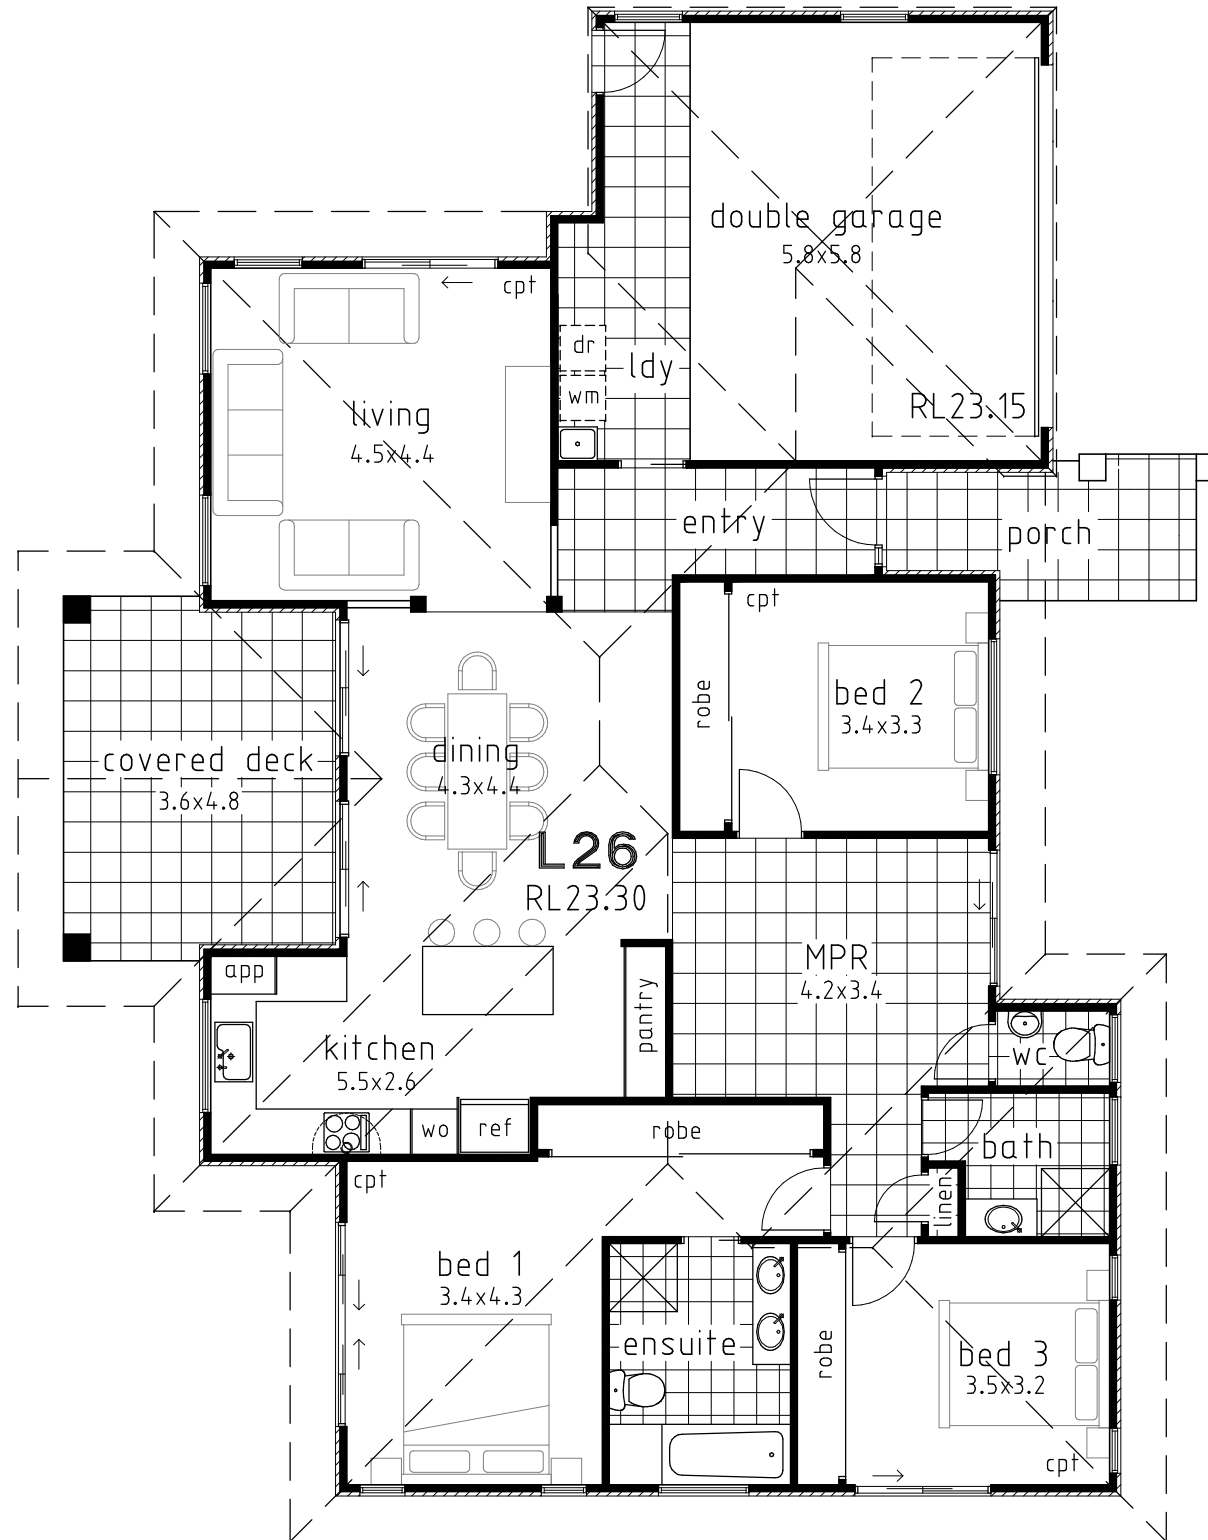 double garage
5.8x5.8
cpt
dr
ldy
wm
RL23.15
living
4.5x4.4
entry
porch
cpt
robe
bed 2
3.4x3.3
covered deck
3.6x4.8
dining
4.3x4.4
L26
RL23.30
MPR
4.2x3.4
app
pantry
kitchen
5.5x2.6
wc
wo
ref
robe
bath
cpt
linen
bed 1
3.4x4.3
ensuite
robe
bed 3
3.5x3.2
cpt